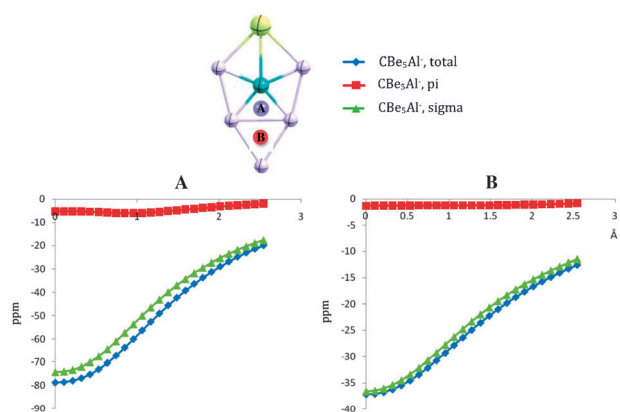 A
B
CBe₅Al⁻, total
CBe₅Al⁻, pi
CBe₅Al⁻, sigma
A
0 1 2 3
0
-10
-20
-30
-40
-50
-60
-70
-80
-90
ppm
B
0 0.5 1 1.5 2 2.5 3
Å
0
-5
-10
-15
-20
-25
-30
-35
-40
ppm